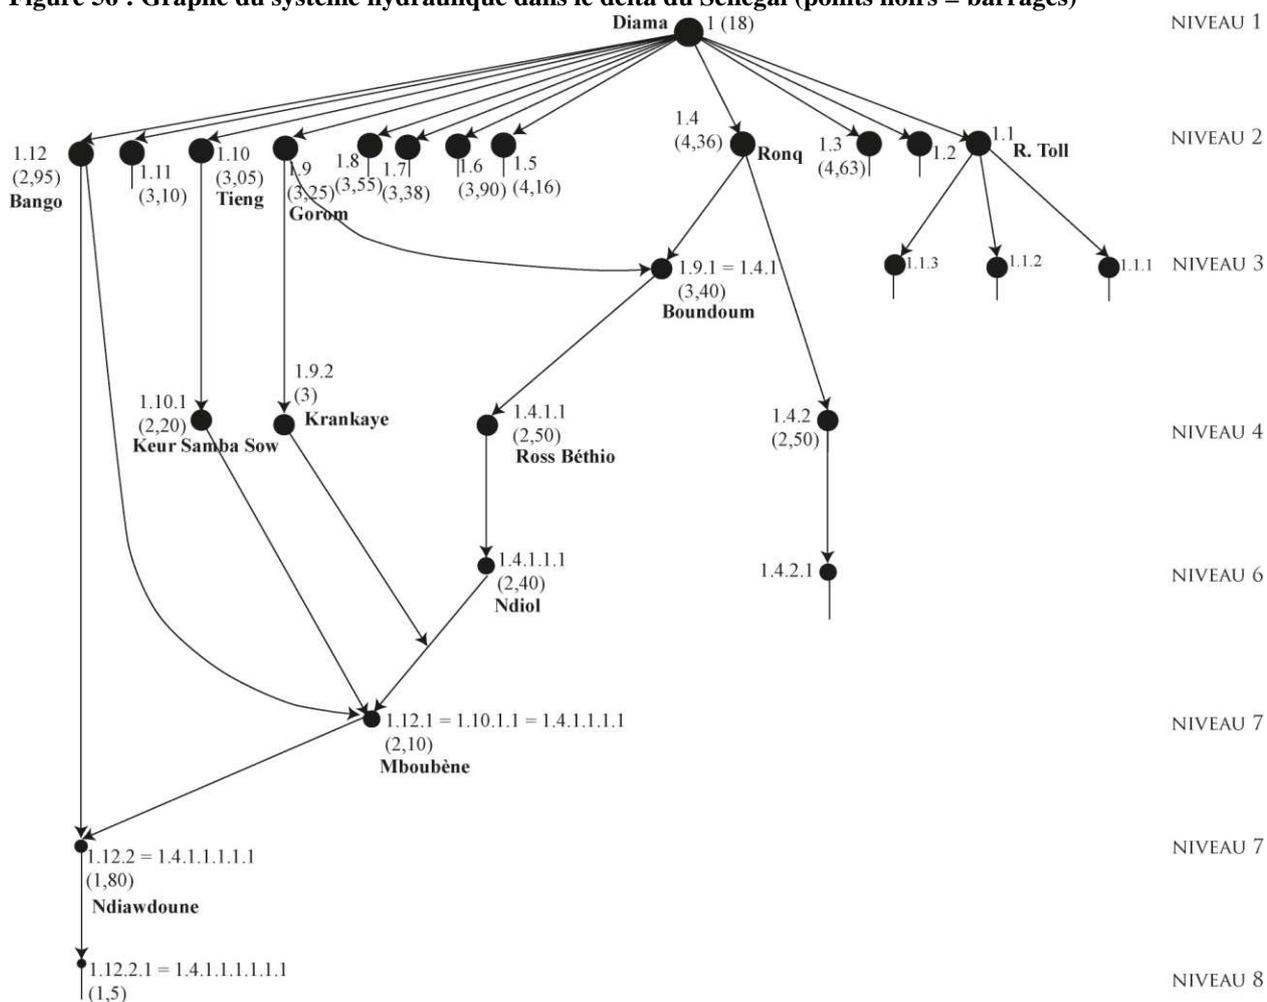 Figure 56 : Graphe du système hydraulique dans le delta du Sénégal (points noirs = barrages)
Diama 1 (18) NIVEAU 1
1.12
(2,95)
Bango
1.11
(3,10)
1.10
(3,05)
Tieng
1.9
(3,25)
Gorom
1.8
(3,55)
1.7
(3,38)
1.6
(3,90)
1.5
(4,16)
1.4
(4,36)
Ronq
1.3
(4,63)
1.2
1.1
R. Toll
NIVEAU 2
1.9.1 = 1.4.1
(3,40)
Boundoum
1.1.3
1.1.2
1.1.1
NIVEAU 3
1.10.1
(2,20)
Keur Samba Sow
1.9.2
(3)
Krankaye
1.4.1.1
(2,50)
Ross Béthio
1.4.2
(2,50)
NIVEAU 4
1.4.1.1.1
(2,40)
Ndiol
1.4.2.1
NIVEAU 6
1.12.1 = 1.10.1.1 = 1.4.1.1.1.1
(2,10)
Mboubène
NIVEAU 7
1.12.2 = 1.4.1.1.1.1.1
(1,80)
Ndiawdoune
NIVEAU 7
1.12.2.1 = 1.4.1.1.1.1.1.1
(1,5)
NIVEAU 8